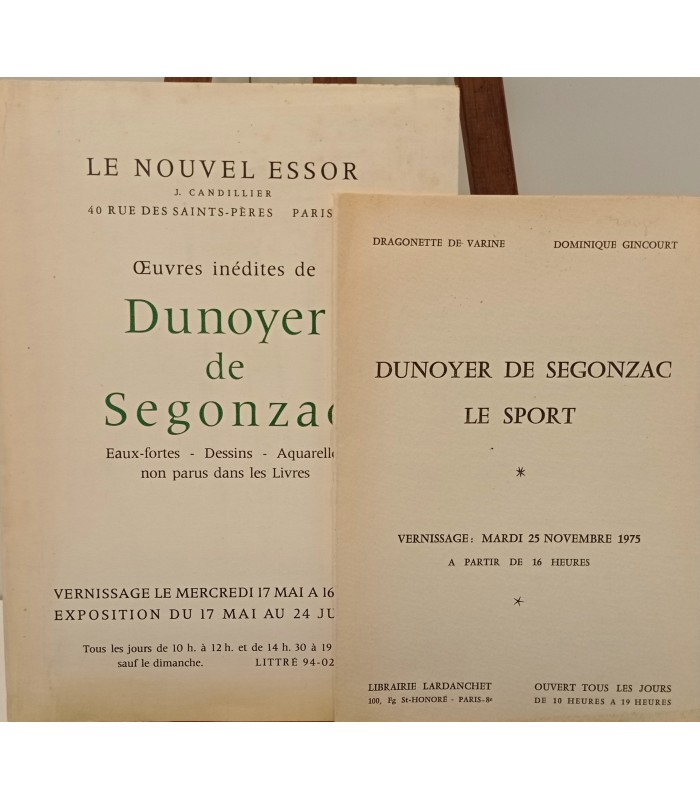 LE NOUVEL ESSOR
J. CANDILLIER
40 RUE DES SAINTS-PÈRES PARIS
Œuvres inédites de
Dunoyer
de
Segonzac
Eaux-fortes - Dessins - Aquarelle
non parus dans les Livres
VERNISSAGE LE MERCREDI 17 MAI A 16
EXPOSITION DU 17 MAI AU 24 JU
Tous les jours de 10 h. à 12 h. et de 14 h. 30 à 19
sauf le dimanche. LITTRÉ 94-02
DRAGONETTE DE VARINE DOMINIQUE GINCOURT
DUNOYER DE SEGONZAC
LE SPORT
*
VERNISSAGE: MARDI 25 NOVEMBRE 1975
A PARTIR DE 16 HEURES
*
LIBRAIRIE LARDANCHET OUVERT TOUS LES JOURS
100, Fg St-HONORÉ - PARIS-8e DE 10 HEURES A 19 HEURES